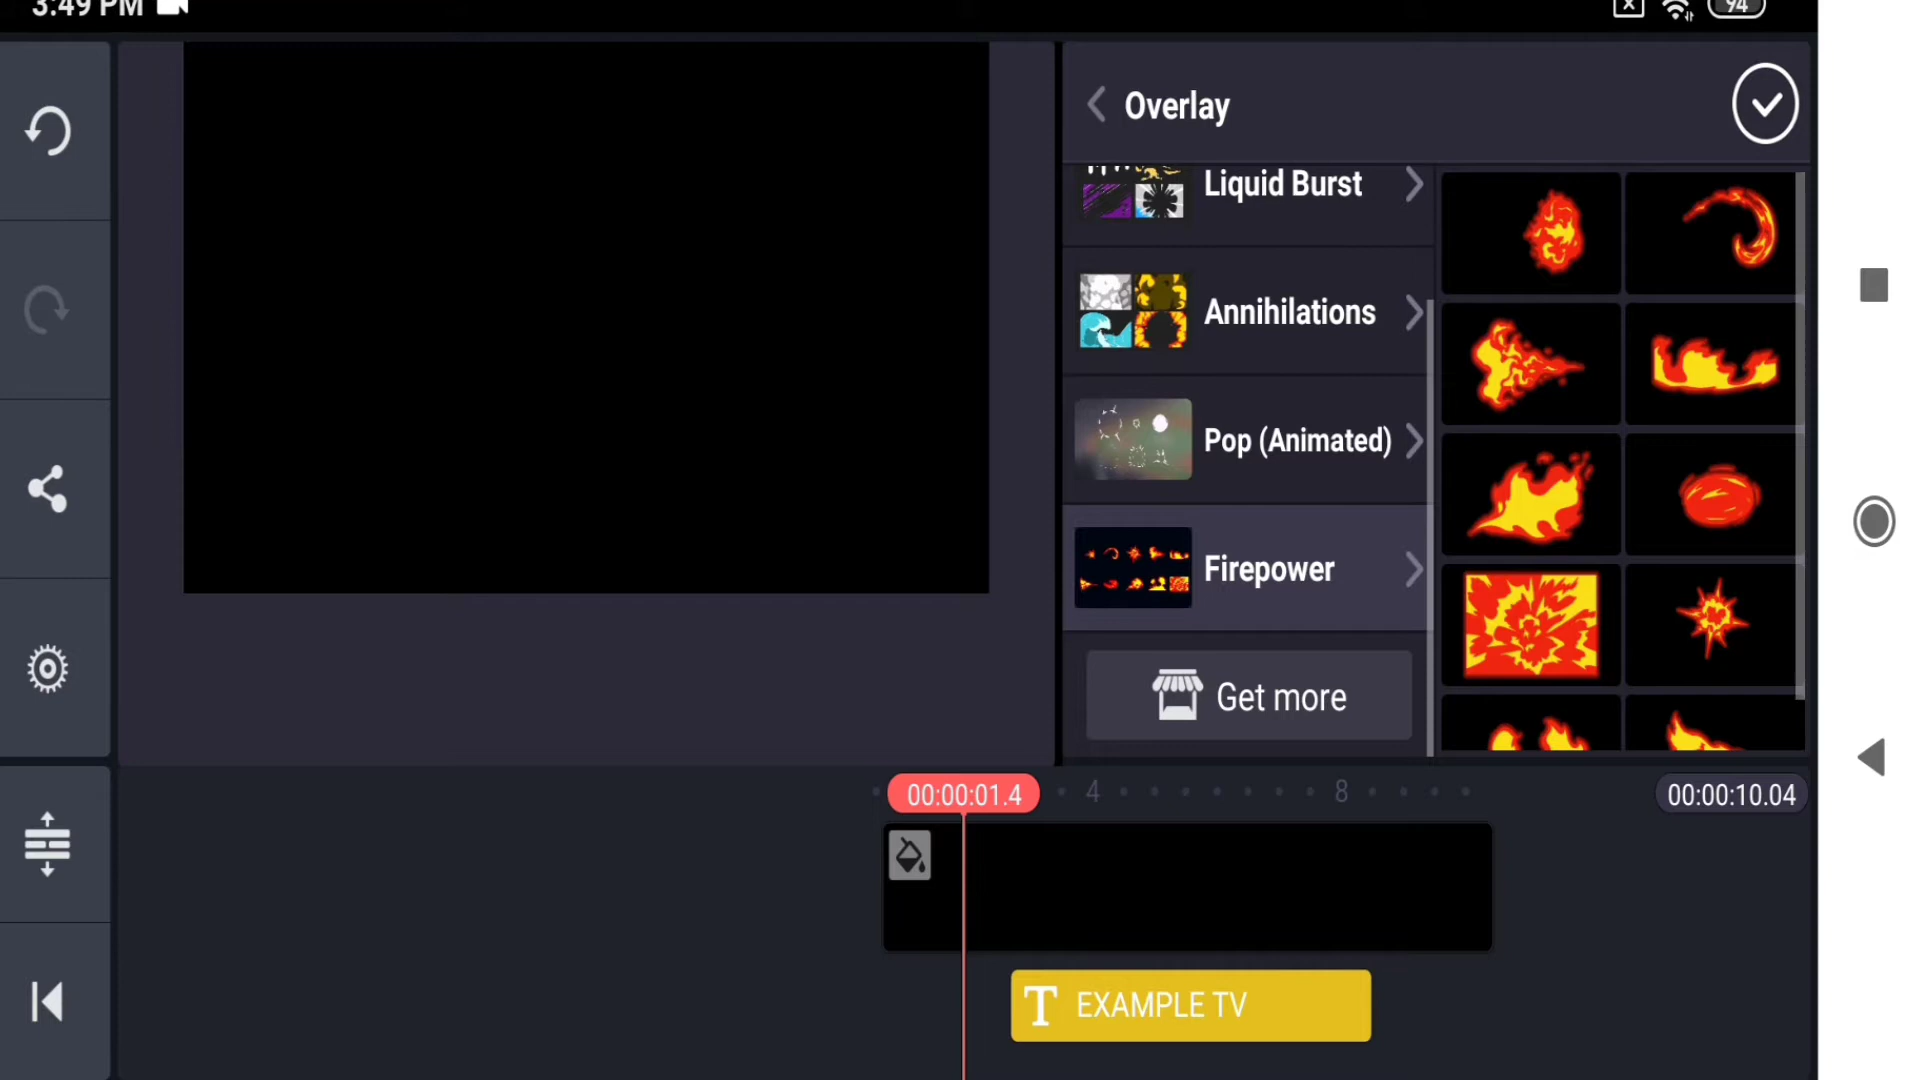 3:49 PM
94
Overlay
Liquid Burst
Annihilations
Pop (Animated)
Firepower
Get more
00:00:01.4
4
8
00:00:10.04
T EXAMPLE TV